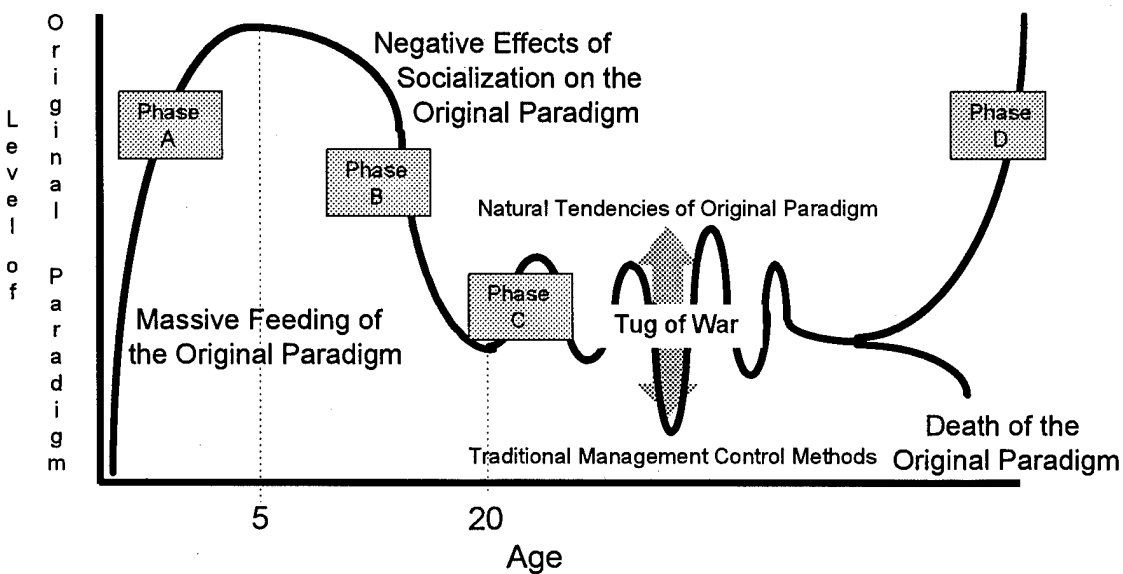 Level of
Original Paradigm
Negative Effects of
Socialization on the
Original Paradigm
Phase
A
Phase
B
Phase
D
Natural Tendencies of Original Paradigm
Phase
C
Tug of War
Massive Feeding of
the Original Paradigm
Traditional Management Control Methods
Death of the
Original Paradigm
5
20
Age